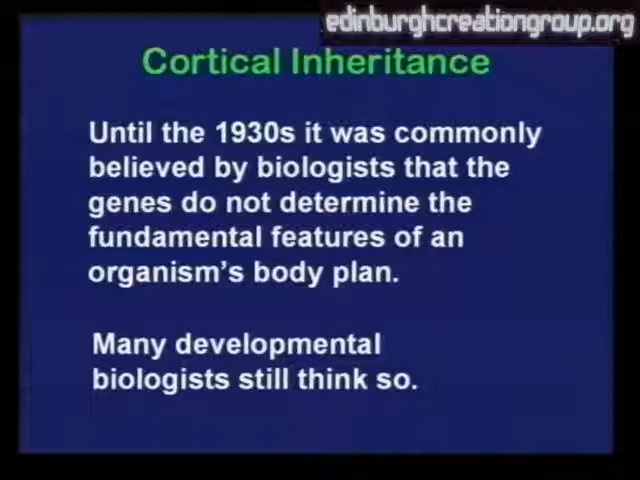 edinburghcreationgroup.org
Cortical Inheritance
Until the 1930s it was commonly
believed by biologists that the
genes do not determine the
fundamental features of an
organism's body plan.
Many developmental
biologists still think so.